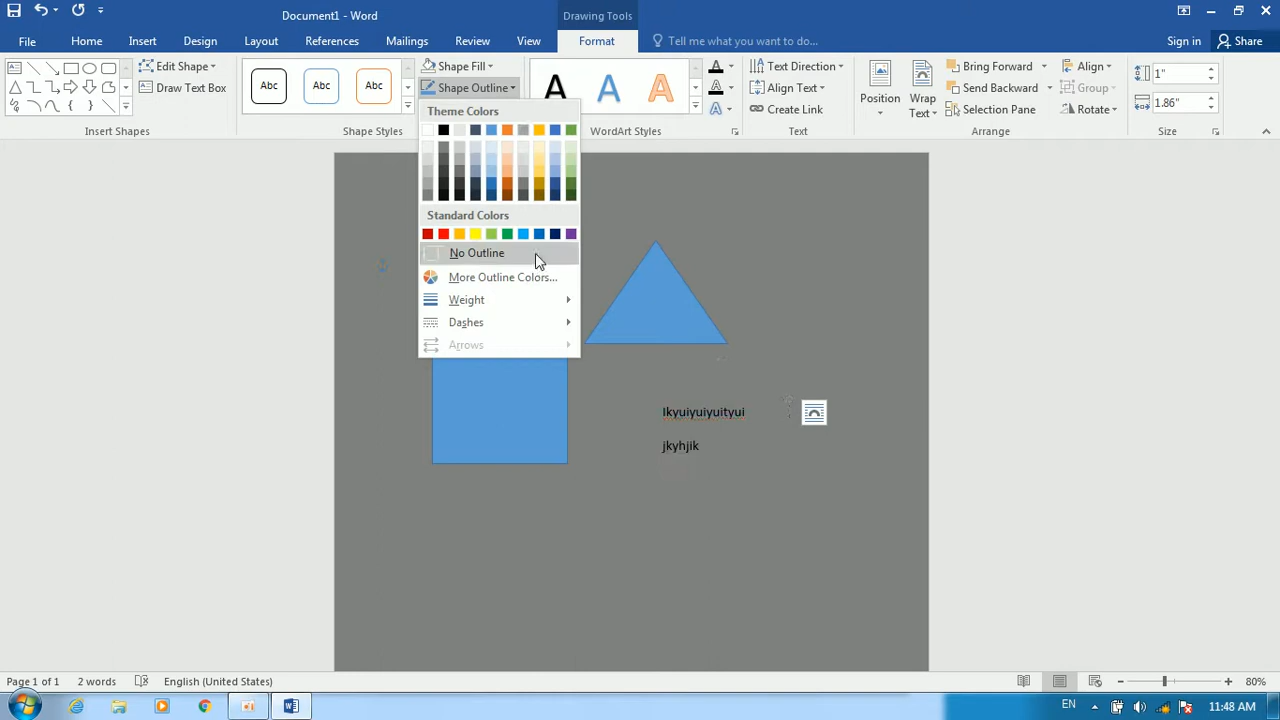 Document1 - Word
Drawing Tools
File
Home
Insert
Design
Layout
References
Mailings
Review
View
Format
Tell me what you want to do...
Sign in
Share
Edit Shape
Draw Text Box
Insert Shapes
Abc
Abc
Abc
Shape Fill
Shape Outline
Shape Styles
A
A
A
A
A
A
WordArt Styles
Text Direction
Align Text
Create Link
Text
Position
Wrap
Text
Bring Forward
Send Backward
Selection Pane
Align
Group
Rotate
Arrange
1"
1.86"
Size
Theme Colors
Standard Colors
No Outline
More Outline Colors...
Weight
Dashes
Arrows
Ikyuiyuiyuityui
jkyhjik
Page 1 of 1
2 words
English (United States)
80%
EN
11:48 AM